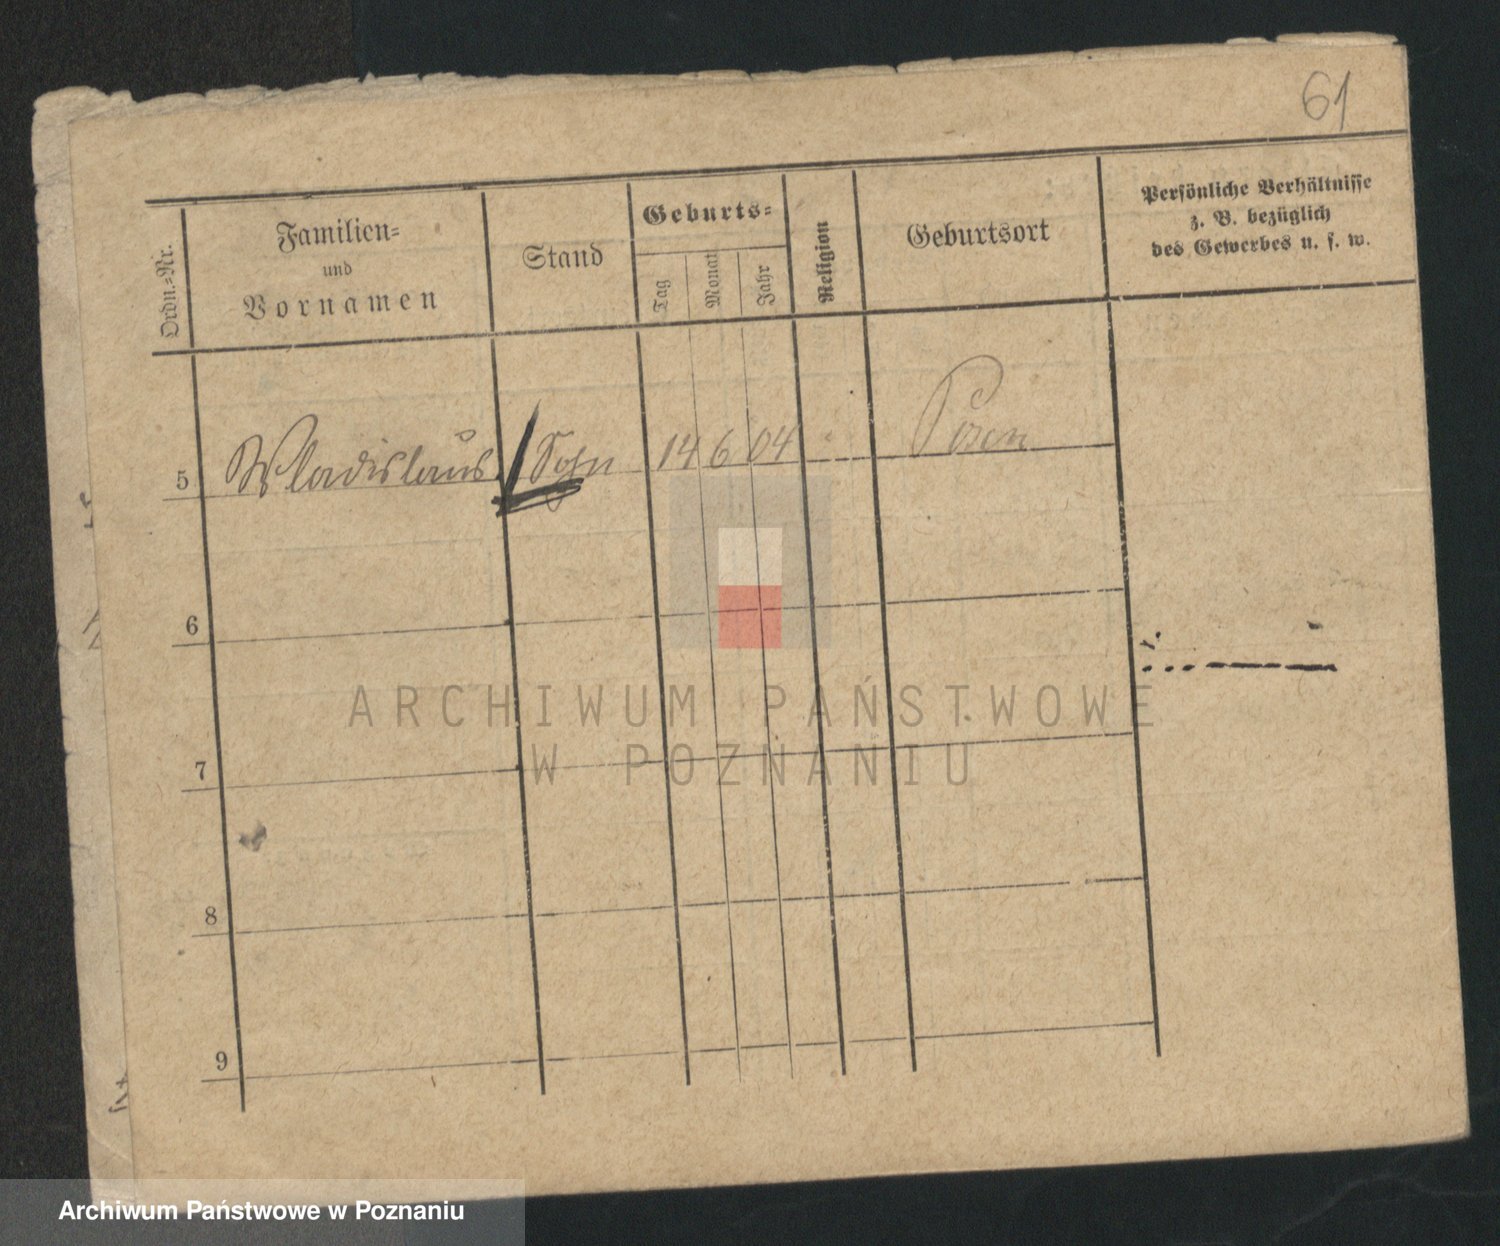 61
Ordn.-Nr.
Familien-
und
Vornamen
Stand
Geburts-
Tag
Monat
Jahr
Religion
Geburtsort
Persönliche Verhältnisse
z. B. bezüglich
des Gewerbes u. s. w.
5 Wladislaus Sohn 14 6 04 Posen
6
7
8
9
ARCHIWUM PAŃSTWOWE
W POZNANIU
Archiwum Państwowe w Poznaniu